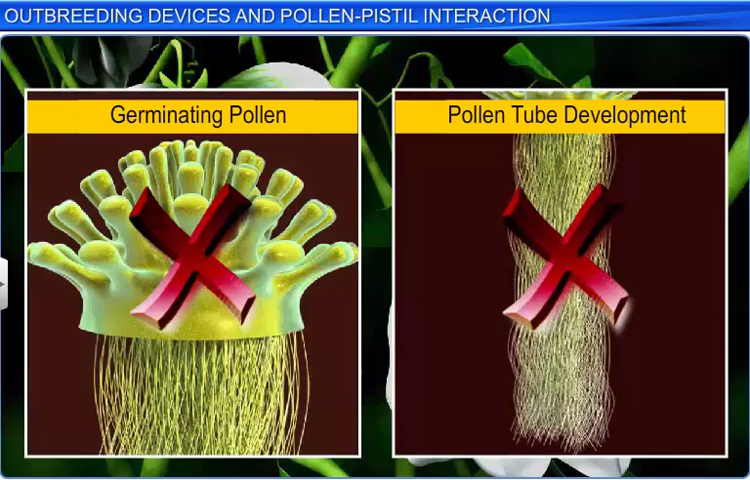 OUTBREEDING DEVICES AND POLLEN-PISTIL INTERACTION
Germinating Pollen
Pollen Tube Development